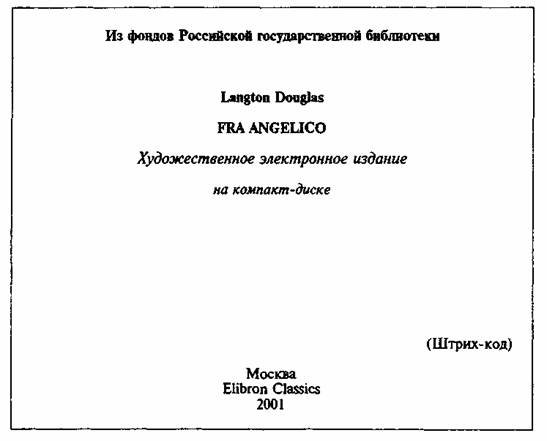 Из фондов Российской государственной библиотеки
Langton Douglas
FRA ANGELICO
Художественное электронное издание
на компакт-диске
(Штрих-код)
Москва
Elibron Classics
2001